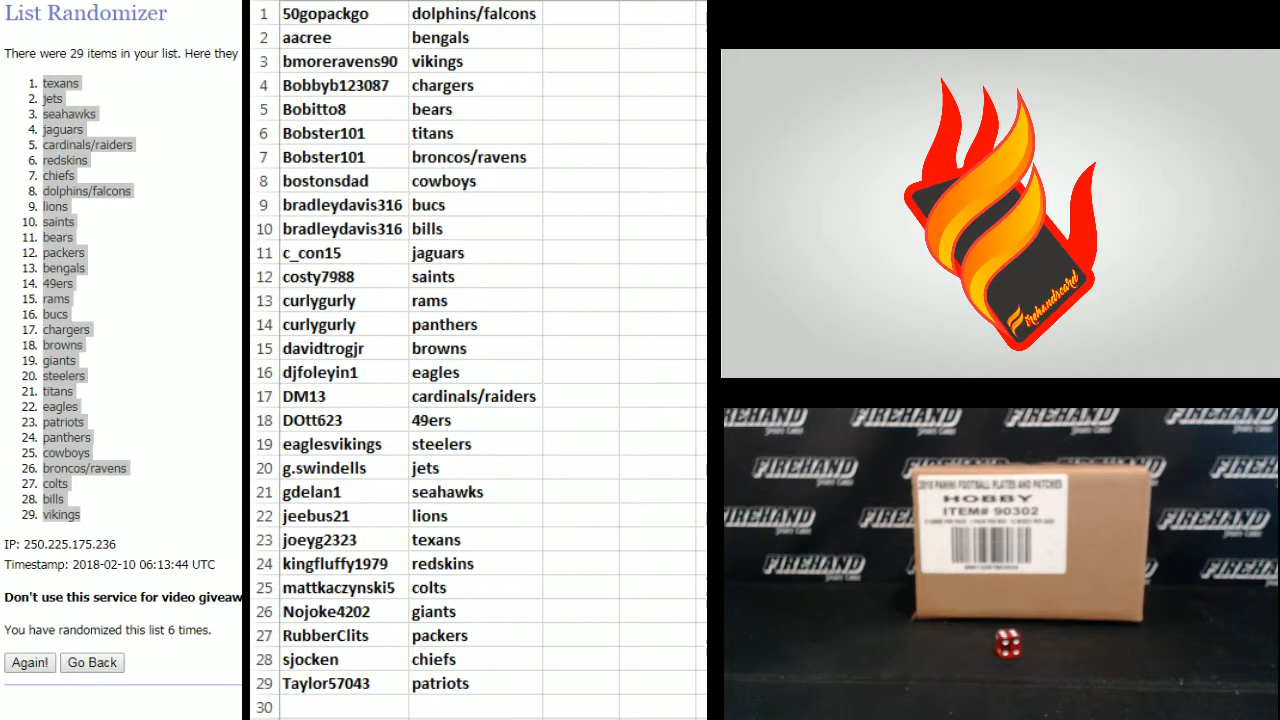 List Randomizer
There were 29 items in your list. Here they
1. texans
2. jets
3. seahawks
4. jaguars
5. cardinals/raiders
6. redskins
7. chiefs
8. dolphins/falcons
9. lions
10. saints
11. bears
12. packers
13. bengals
14. 49ers
15. rams
16. bucs
17. chargers
18. browns
19. giants
20. steelers
21. titans
22. eagles
23. patriots
24. panthers
25. cowboys
26. broncos/ravens
27. colts
28. bills
29. vikings
IP: 250.225.175.236
Timestamp: 2018-02-10 06:13:44 UTC
Don't use this service for video giveaw
You have randomized this list 6 times.
Again! Go Back
1 50gopackgo dolphins/falcons
2 aacree bengals
3 bmoreravens90 vikings
4 Bobbyb123087 chargers
5 Bobitto8 bears
6 Bobster101 titans
7 Bobster101 broncos/ravens
8 bostonsdad cowboys
9 bradleydavis316 bucs
10 bradleydavis316 bills
11 c_con15 jaguars
12 costy7988 saints
13 curlygurly rams
14 curlygurly panthers
15 davidtrogjr browns
16 djfoleyin1 eagles
17 DM13 cardinals/raiders
18 DOtt623 49ers
19 eaglesvikings steelers
20 g.swindells jets
21 gdelan1 seahawks
22 jeebus21 lions
23 joeyg2323 texans
24 kingfluffy1979 redskins
25 mattkaczynski5 colts
26 Nojoke4202 giants
27 RubberClits packers
28 sjocken chiefs
29 Taylor57043 patriots
30
Firehandscard
FIREHAND
FIREHAND
FIREHAND
FIREHAND
2018 PANINI FOOTBALL PLATES AND PATCHES
HOBBY
ITEM# 90302